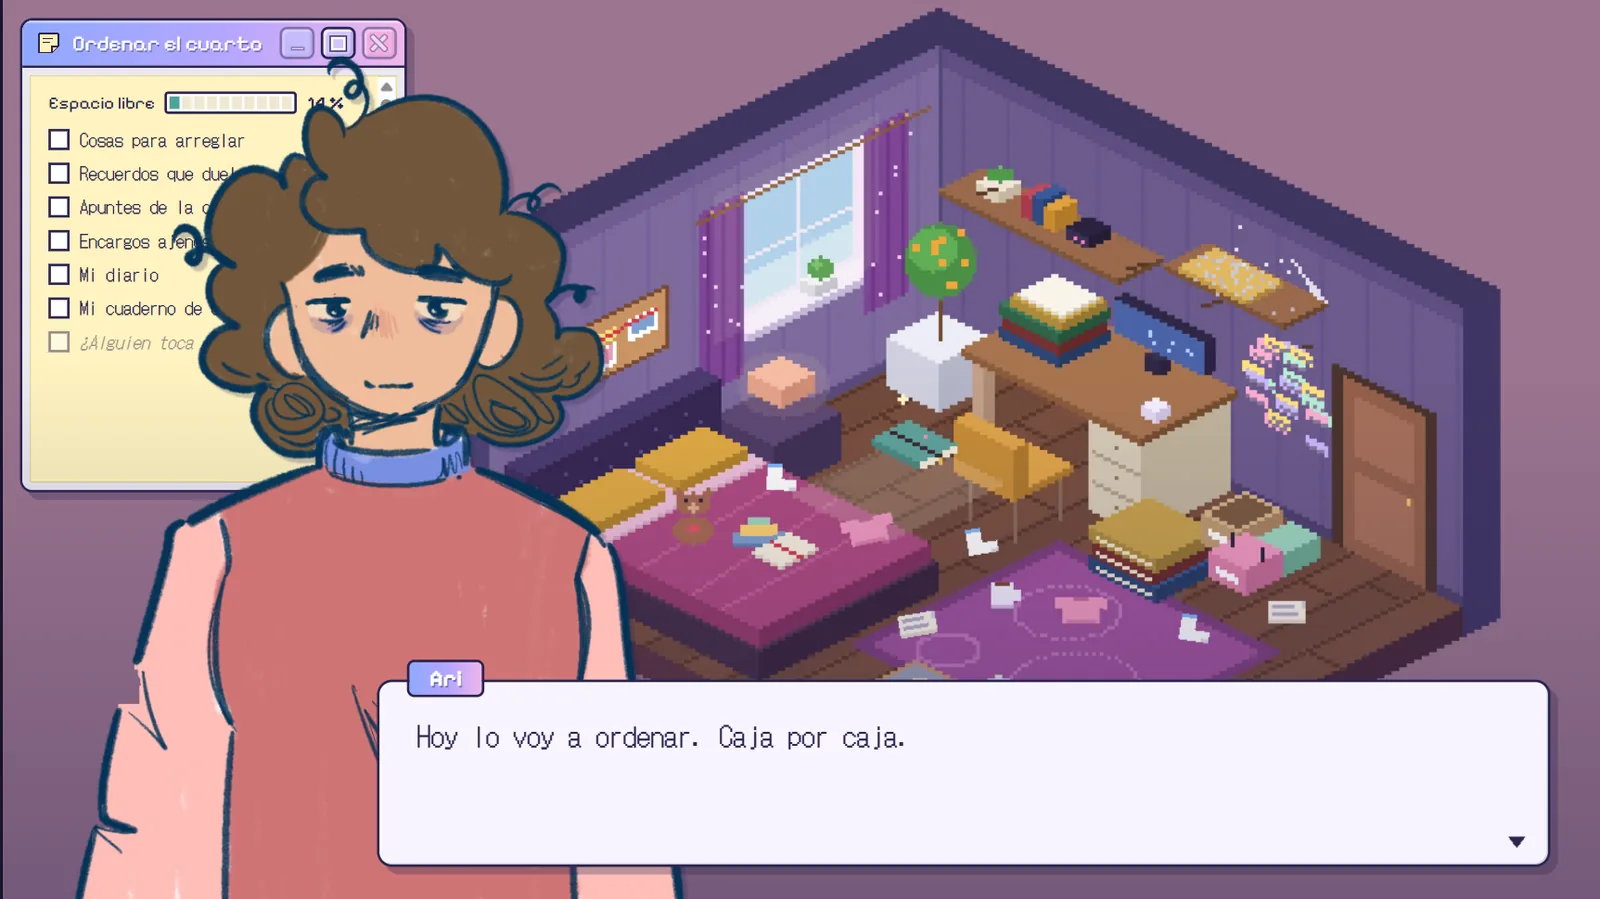 Ordenar el cuarto
Espacio libre 14%
Cosas para arreglar
Recuerdos que
Apuntes de la
Encargos
Mi diario
Mi cuaderno de
¿Alguien toca
Ari
Hoy lo voy a ordenar. Caja por caja.